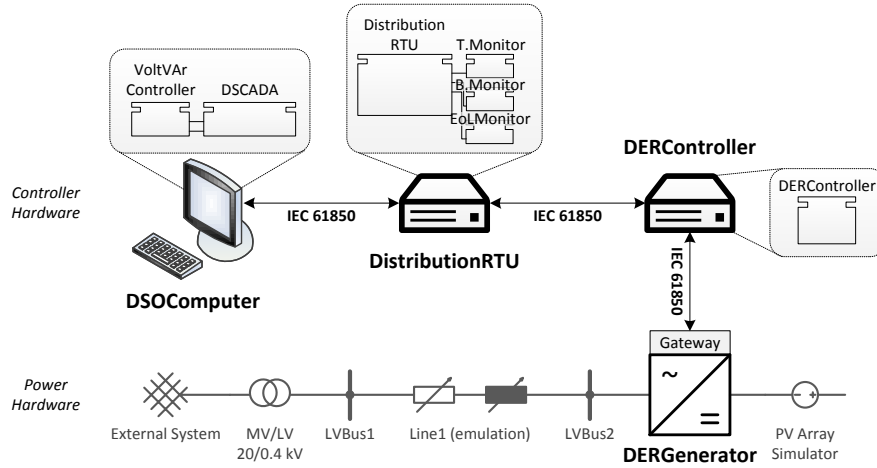 Distribution
RTU
T.Monitor
B.Monitor
EoLMonitor
VoltVAr
Controller
DSCADA
DERController
DERController
Controller
Hardware
IEC 61850
IEC 61850
DistributionRTU
DSOComputer
IEC 61850
Gateway
~
=
Power
Hardware
External System
MV/LV
20/0.4 kV
LVBus1
Line1 (emulation)
LVBus2
DERGenerator
PV Array
Simulator